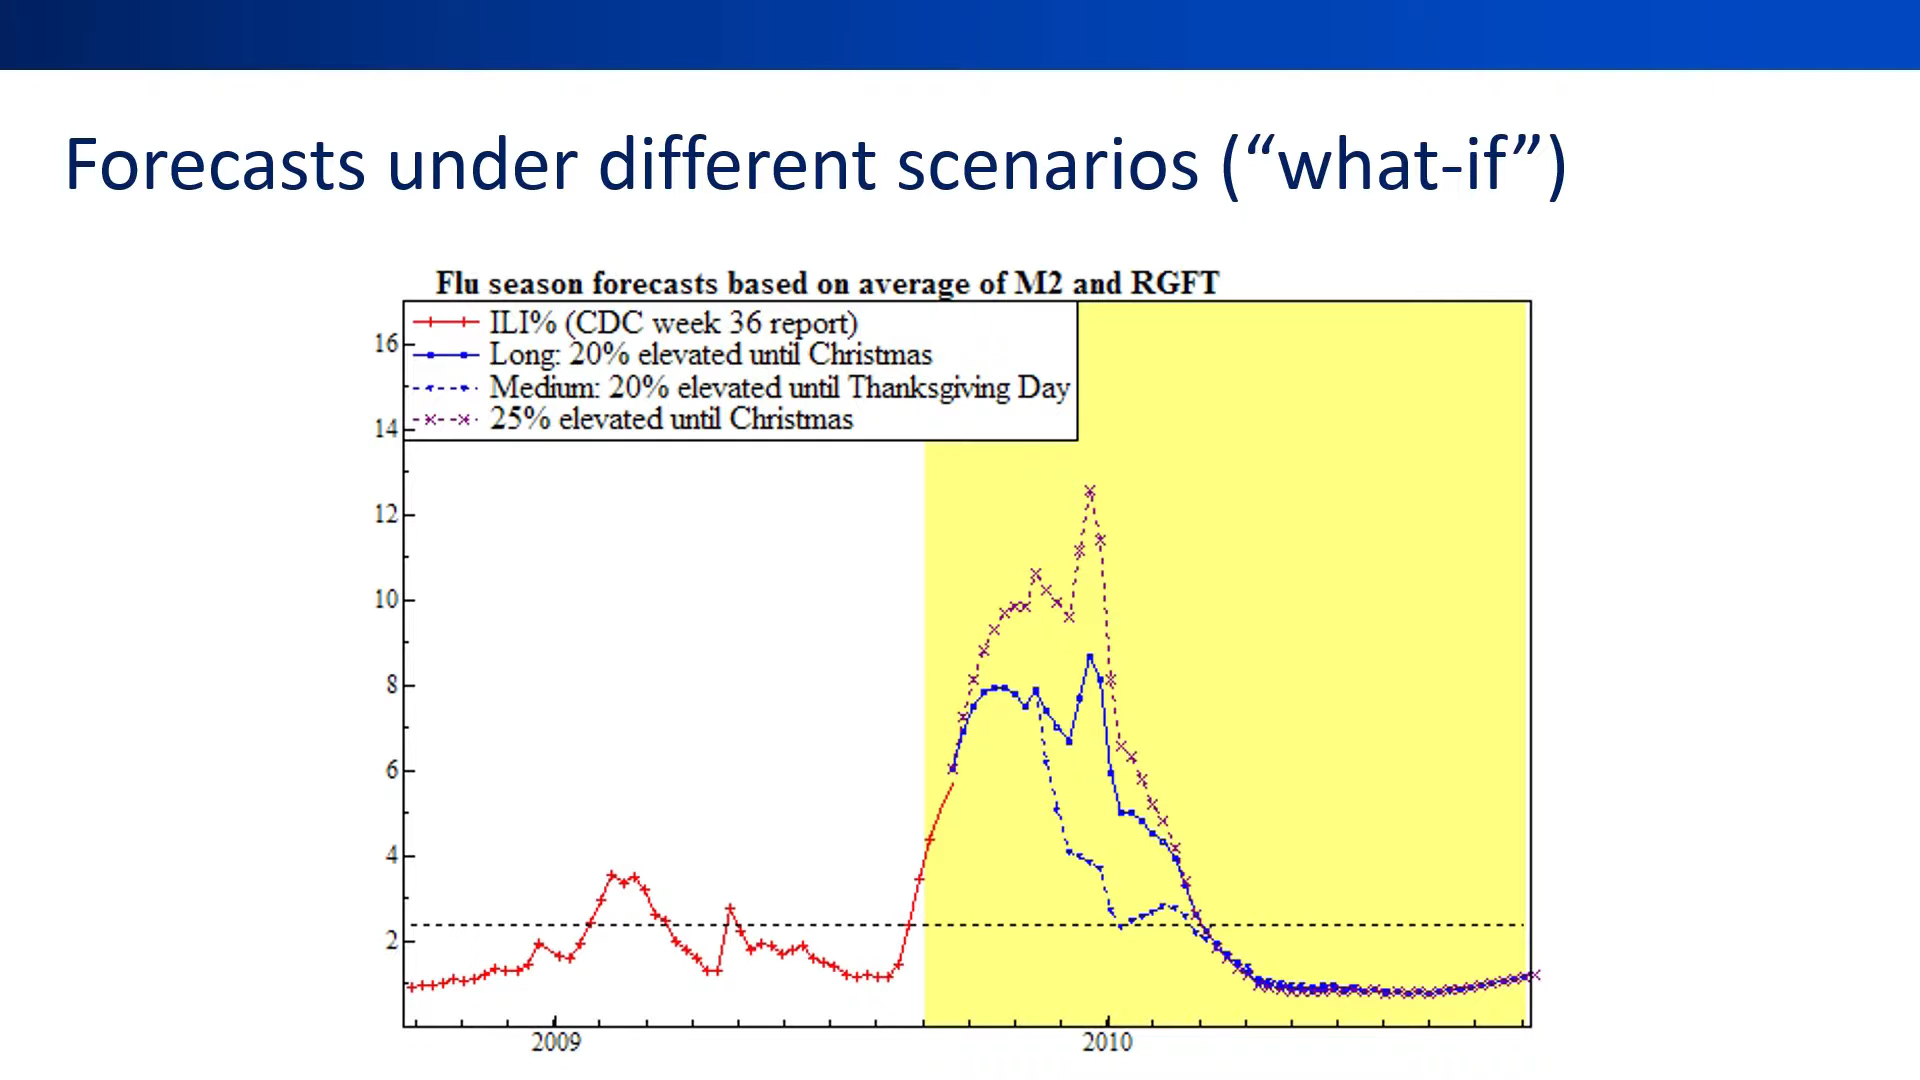 Forecasts under different scenarios (“what-if”)
Flu season forecasts based on average of M2 and RGFT
ILI% (CDC week 36 report)
Long: 20% elevated until Christmas
Medium: 20% elevated until Thanksgiving Day
25% elevated until Christmas
16
14
12
10
8
6
4
2
2009 2010